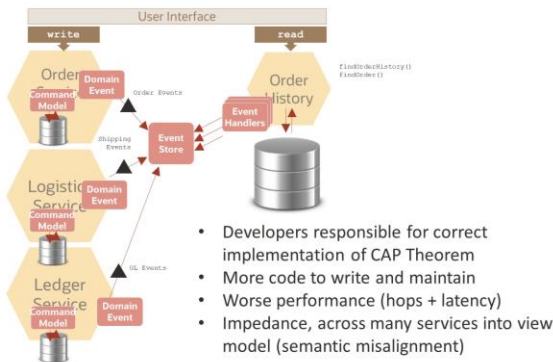 User Interface
write
read
Order
Service
Domain
Event
Command
Model
Order Events
Order
History
findOrderHistory()
findOrder()
Event
Handlers
Event
Store
Shipping
Events
Logistics
Service
Domain
Event
Command
Model
GL Events
Ledger
Service
Domain
Event
Command
Model
• Developers responsible for correct
implementation of CAP Theorem
• More code to write and maintain
• Worse performance (hops + latency)
• Impedance, across many services into view
model (semantic misalignment)